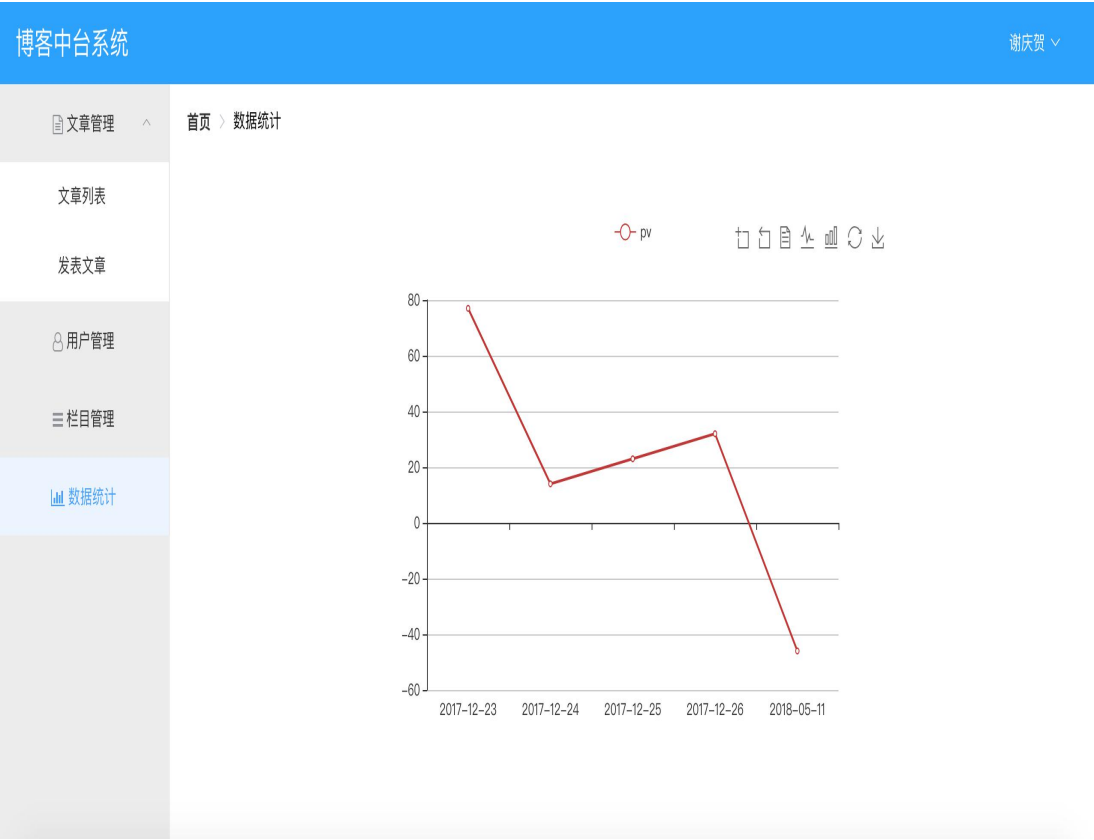 博客中台系统
谢庆贺
文章管理
首页
数据统计
文章列表
发表文章
用户管理
栏目管理
数据统计
pv
80
60
40
20
0
-20
-40
-60
2017-12-23
2017-12-24
2017-12-25
2017-12-26
2018-05-11